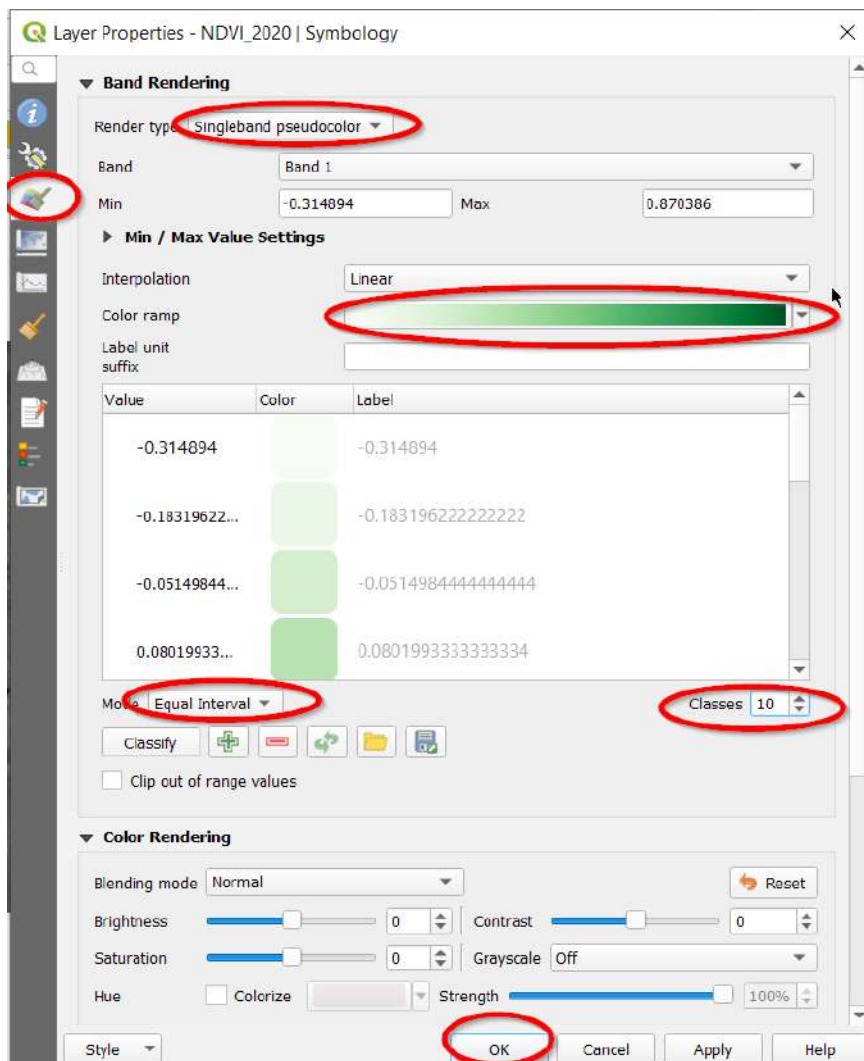 Layer Properties - NDVI_2020 | Symbology
Band Rendering
Render type Singleband pseudocolor
Band Band 1
Min -0.314894 Max 0.870386
Min / Max Value Settings
Interpolation Linear
Color ramp
Label unit
suffix
Value Color Label
-0.314894 -0.314894
-0.18319622... -0.183196222222222
-0.05149844... -0.0514984444444444
0.08019933... 0.0801993333333334
Mode Equal Interval Classes 10
Classify
Clip out of range values
Color Rendering
Blending mode Normal Reset
Brightness 0 Contrast 0
Saturation 0 Grayscale Off
Hue Colorize Strength 100%
Style OK Cancel Apply Help